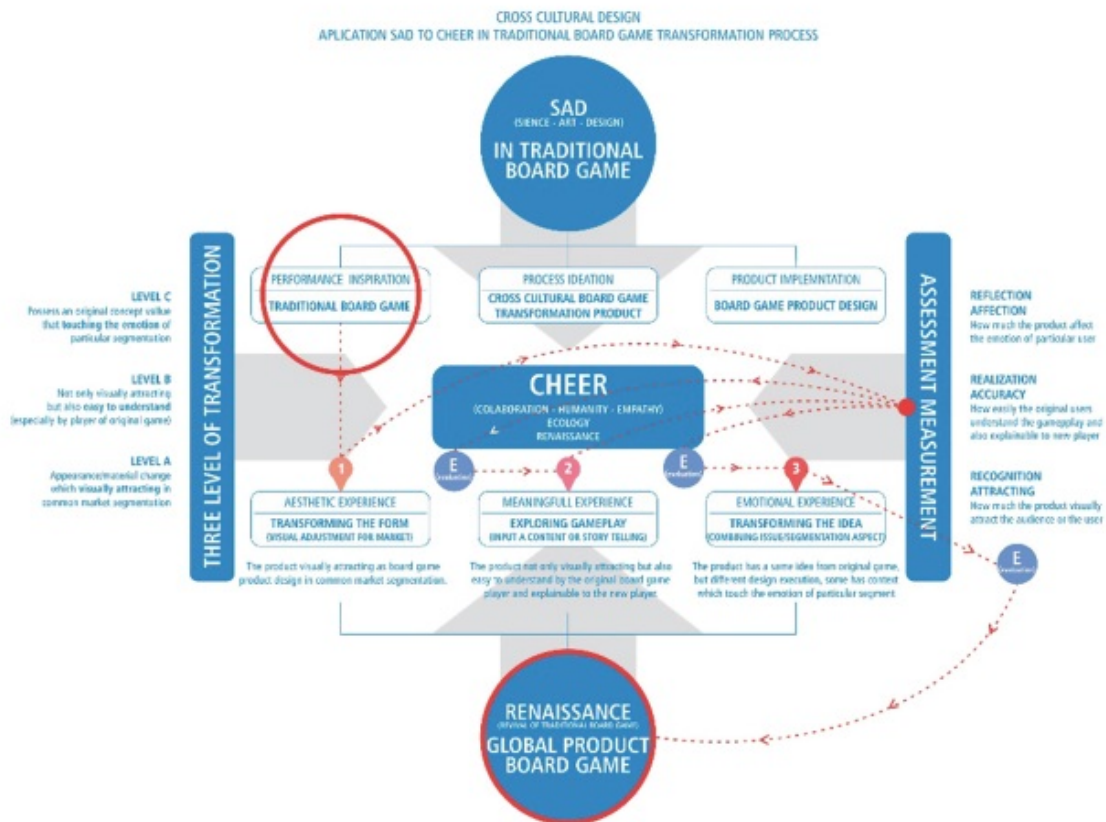 CROSS CULTURAL DESIGN
APLICATION SAD TO CHEER IN TRADITIONAL BOARD GAME TRANSFORMATION PROCESS
SAD
(SIENCE - ART - DESIGN)
IN TRADITIONAL
BOARD GAME
THREE LEVEL OF TRANSFORMATION
LEVEL C
Possess an original concept value
that touching the emotion of
particular segmentation
LEVEL B
Not only visually attracting
but also easy to understand
(especially by player of original game)
LEVEL A
Appearance/material change
which visually attracting in
common market segmentation
PERFORMANCE INSPIRATION
TRADITIONAL BOARD GAME
PROCESS IDEATION
CROSS CULTURAL BOARD GAME
TRANSFORMATION PRODUCT
PRODUCT IMPLEMNTATION
BOARD GAME PRODUCT DESIGN
CHEER
(COLABORATION - HUMANITY - EMPATHY)
ECOLOGY
RENAISSANCE
1
E
(evaluation)
2
E
(evaluation)
3
AESTHETIC EXPERIENCE
TRANSFORMING THE FORM
(VISUAL ADJUSTMENT FOR MARKET)
The product visually attracting as board game
product design in common market segmentation.
MEANINGFULL EXPERIENCE
EXPLORING GAMEPLAY
(INPUT A CONTENT OR STORY TELLING)
The product not only visually attracting but also
easy to understand by the original board game
player and explainable to the new player.
EMOTIONAL EXPERIENCE
TRANSFORMING THE IDEA
(COMBINING ISSUE/SEGMENTATION ASPECT)
The product has a same idea from original game,
but different design execution, some has context
which touch the emotion of particular segment.
ASSESSMENT MEASUREMENT
REFLECTION
AFFECTION
How much the product affect
the emotion of particular user
REALIZATION
ACCURACY
How easily the original users
understand the gamepplay and
also explainable to new player
RECOGNITION
ATTRACTING
How much the product visually
attract the audience or the user
E
(evaluation)
RENAISSANCE
(REVIVAL OF TRADITIONAL BOARD GAME)
GLOBAL PRODUCT
BOARD GAME